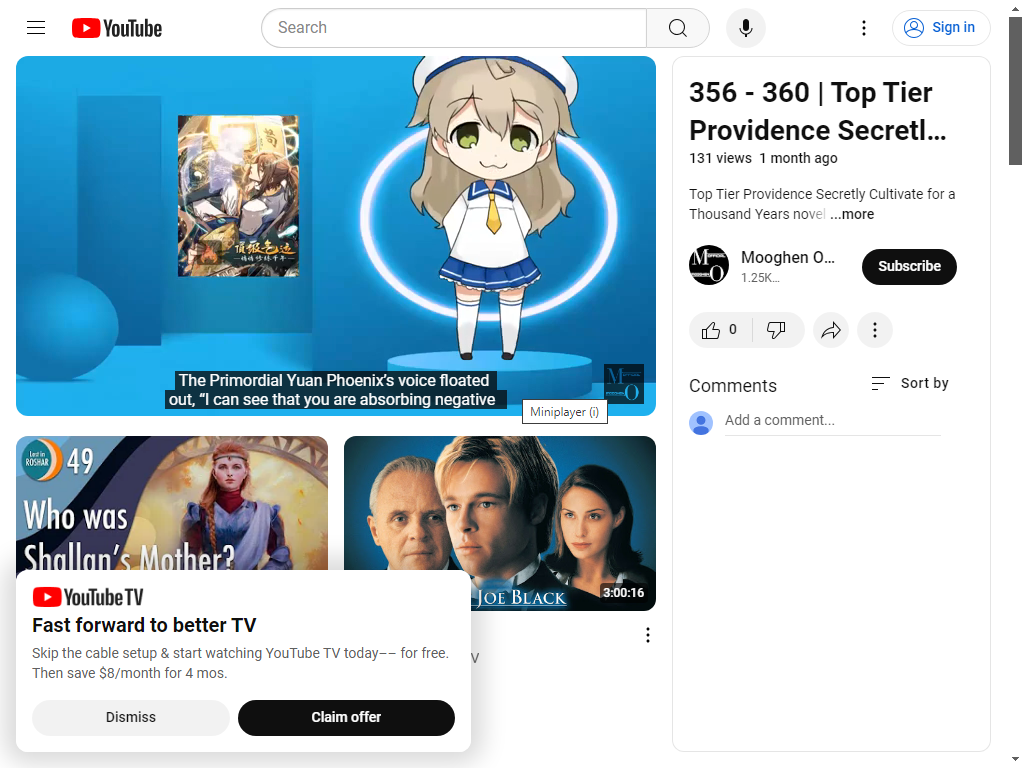 YouTube
Search
Sign in
頂級氣運
悄悄修練千年
The Primordial Yuan Phoenix's voice floated
out, “I can see that you are absorbing negative
Miniplayer (i)
356 - 360 | Top Tier
Providence Secretl...
131 views 1 month ago
Top Tier Providence Secretly Cultivate for a
Thousand Years novel ...more
Mooghen O...
1.25K...
Subscribe
0
Comments
Sort by
Add a comment...
Lost in
ROSHAR
49
Who was
Shallan's Mother?
JOE BLACK
3:00:16
V
YouTube TV
Fast forward to better TV
Skip the cable setup & start watching YouTube TV today–– for free.
Then save $8/month for 4 mos.
Dismiss
Claim offer